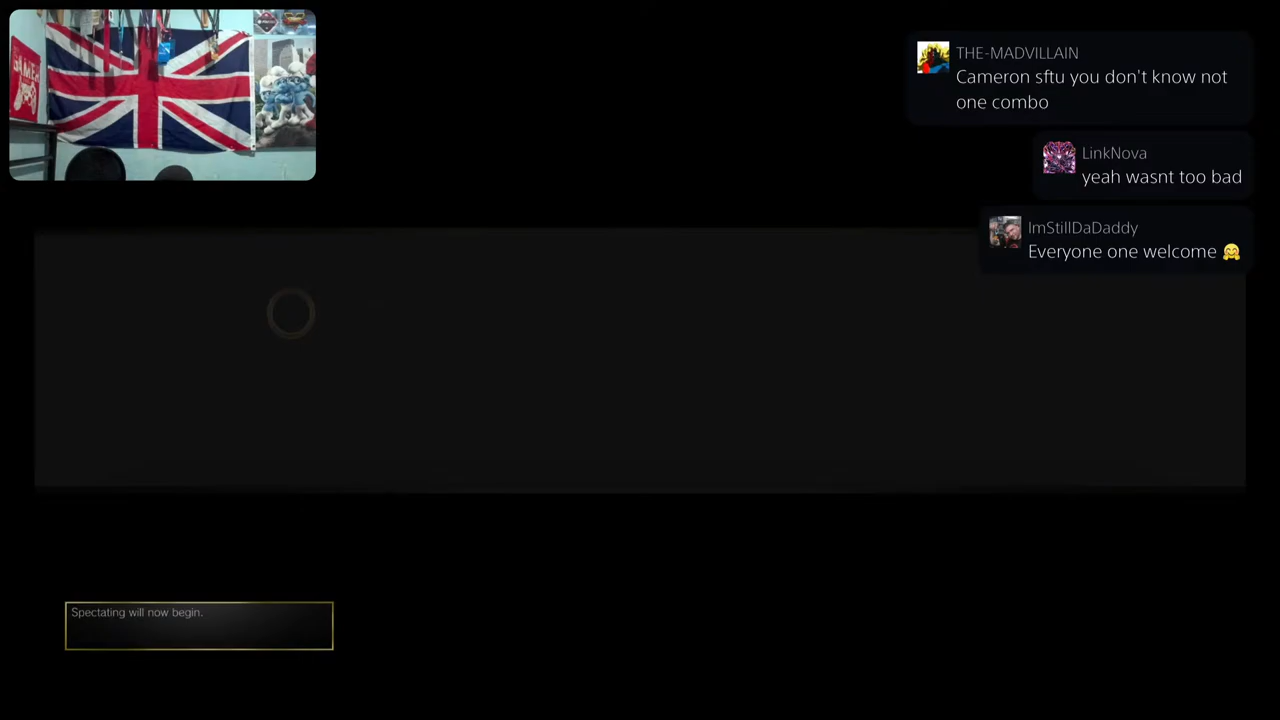 GAMER
THE-MADVILLAIN
Cameron sftu you don't know not
one combo
LinkNova
yeah wasnt too bad
ImStillDaDaddy
Everyone one welcome 🤗
Spectating will now begin.